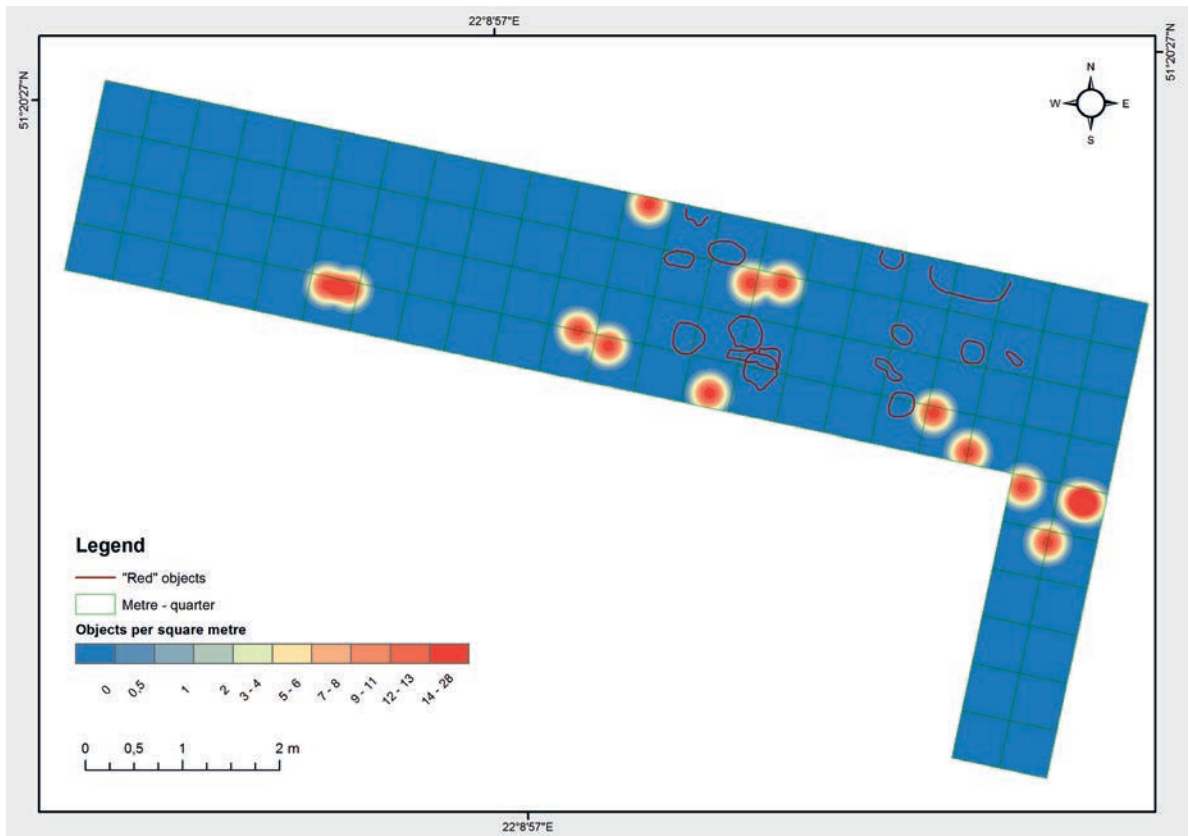 22°8'57"E
51°20'27"N
51°20'27"N
N
W E
S
Legend
"Red" objects
Metre - quarter
Objects per square metre
0 0,5 1 2 3 - 4 5 - 6 7 - 8 9 - 11 12 - 13 14 - 28
0 0,5 1 2 m
22°8'57"E